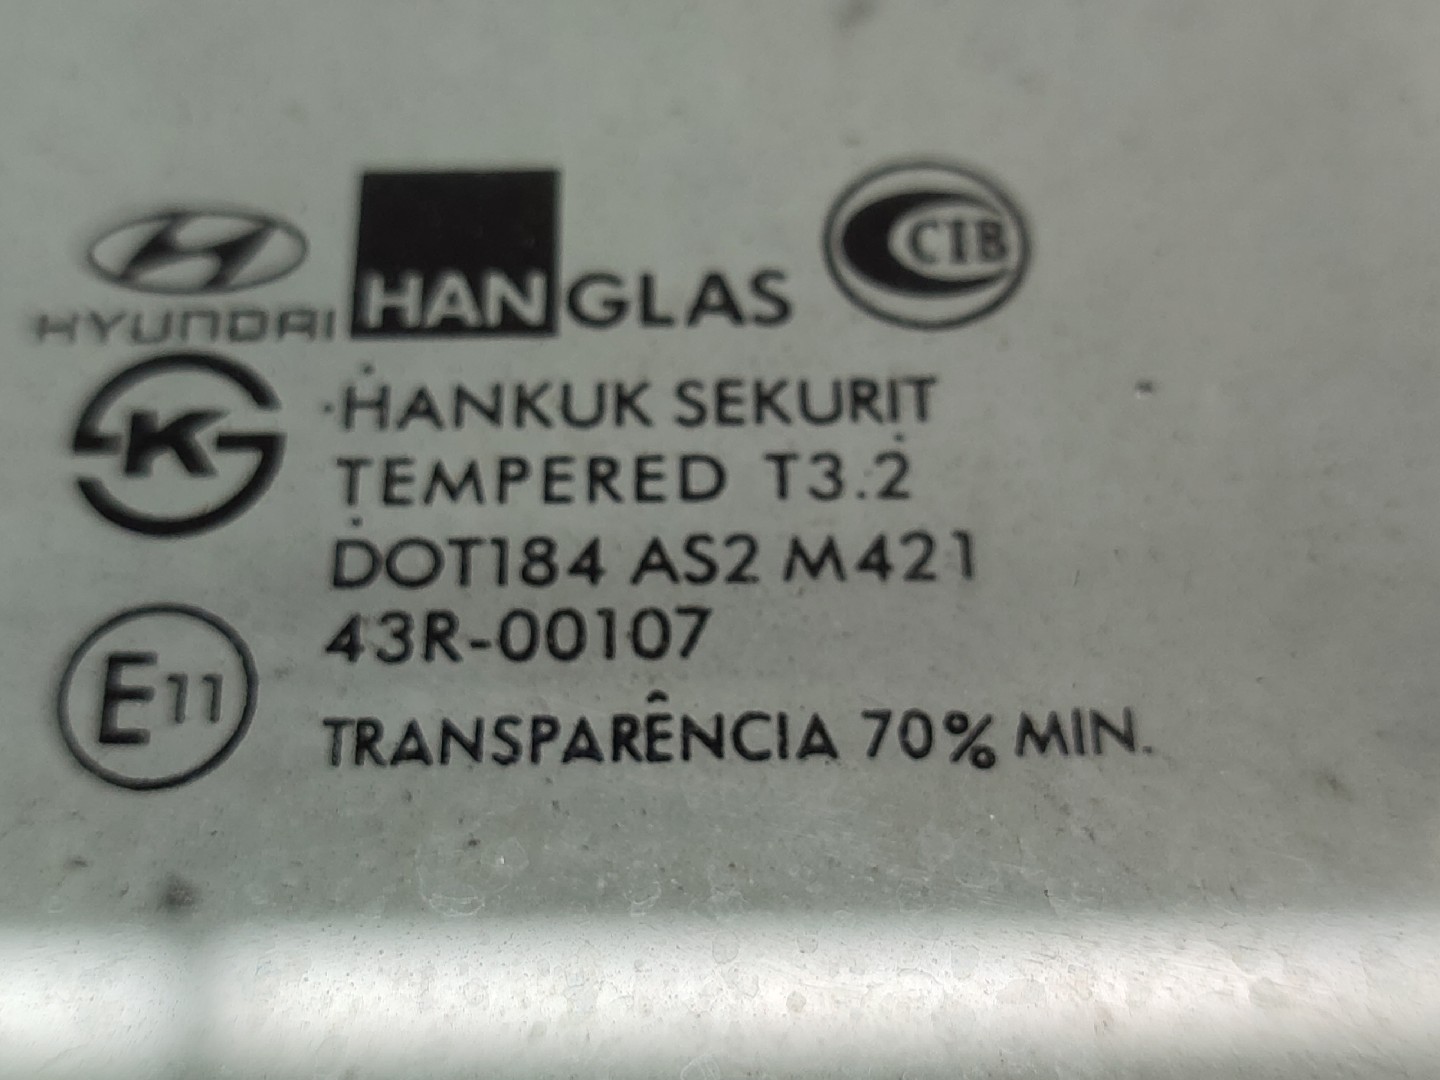 HYUNDAI HANGLAS CIB
K HANKUK SEKURIT
TEMPERED T3.2
DOT184 AS2 M421
43R-00107
E11
TRANSPARÊNCIA 70% MIN.